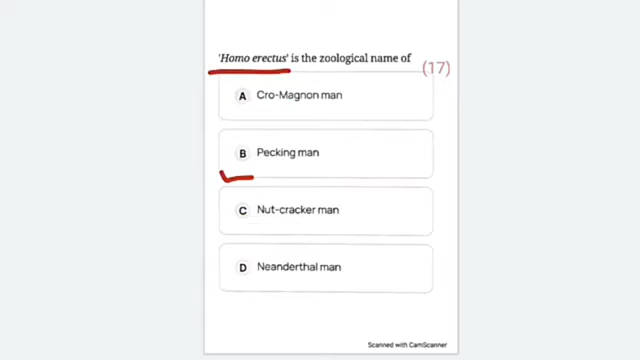 'Homo erectus' is the zoological name of
(17)
A Cro-Magnon man
B Pecking man
C Nut-cracker man
D Neanderthal man
Scanned with CamScanner